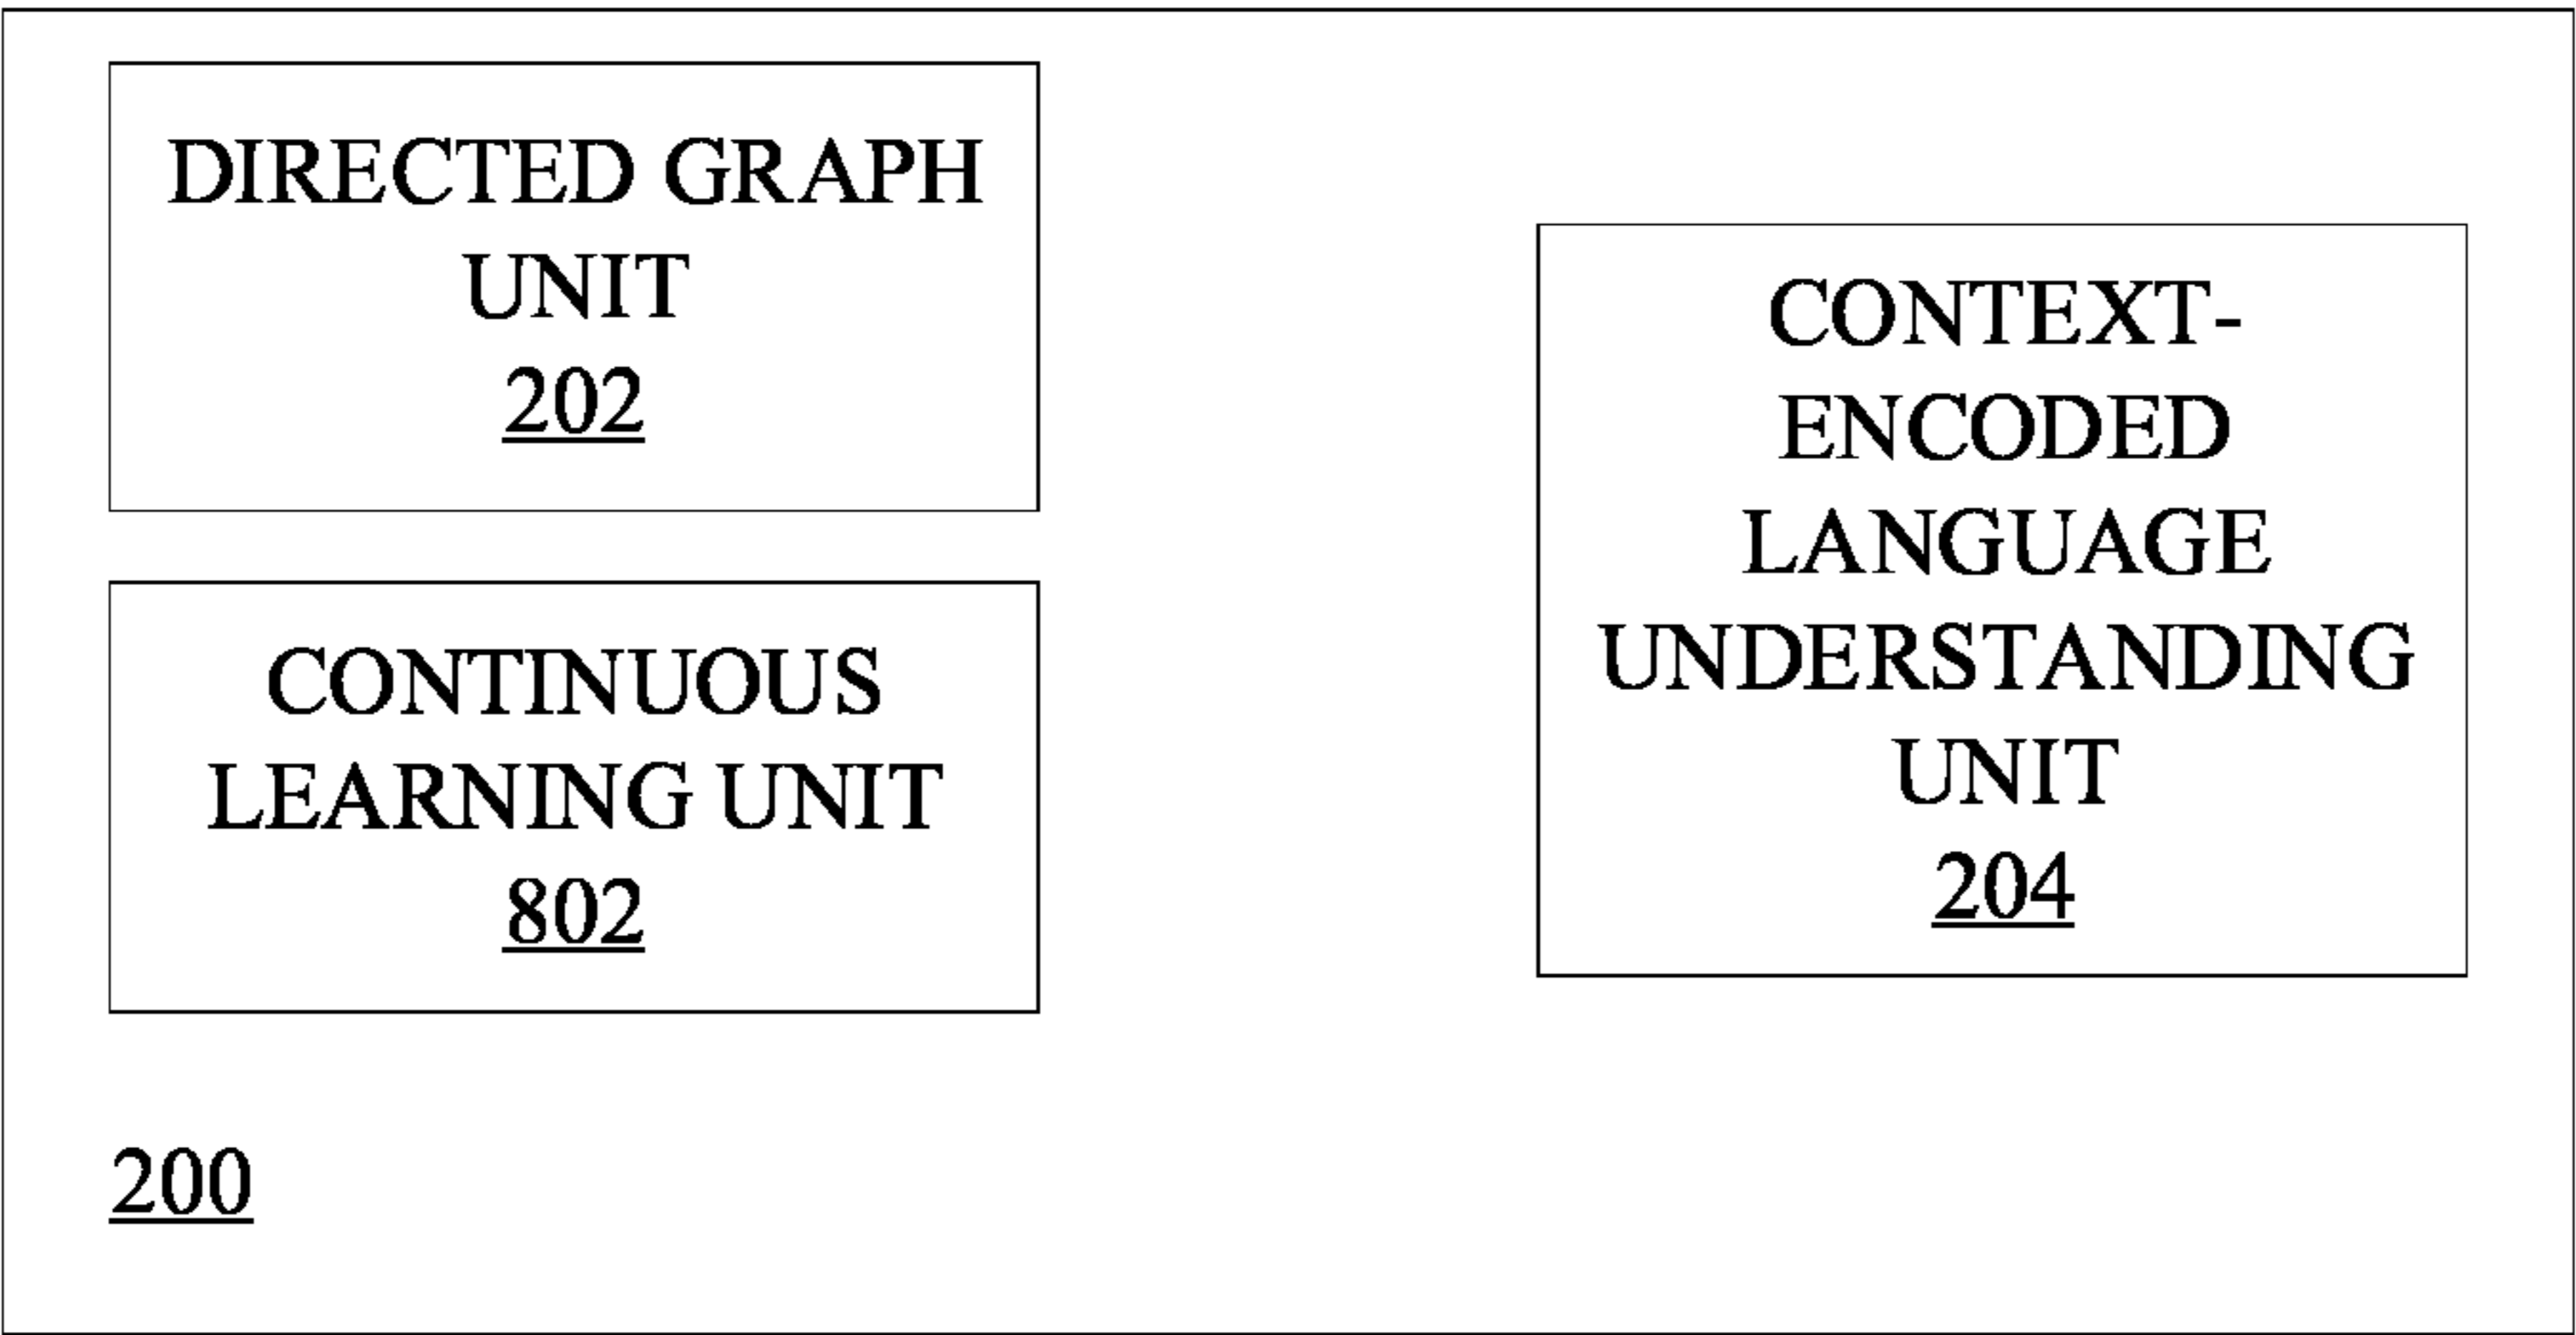 DIRECTED GRAPH
UNIT
202
CONTINUOUS
LEARNING UNIT
802
CONTEXT-
ENCODED
LANGUAGE
UNDERSTANDING
UNIT
204
200